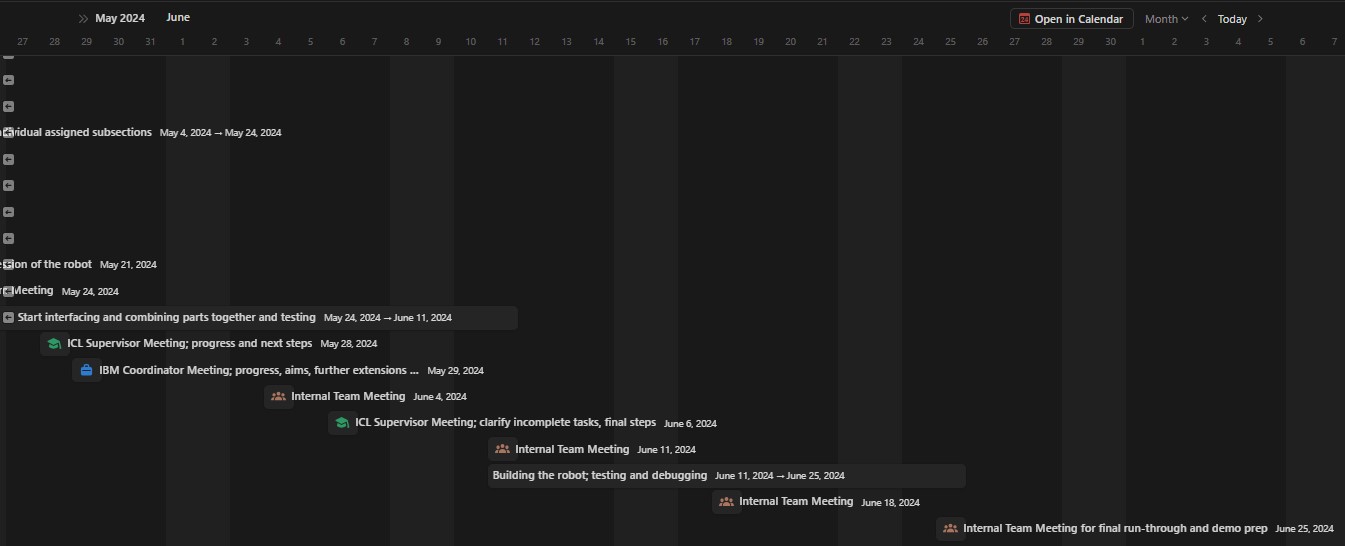 May 2024 June Open in Calendar Month Today
27 28 29 30 31 1 2 3 4 5 6 7 8 9 10 11 12 13 14 15 16 17 18 19 20 21 22 23 24 25 26 27 28 29 30 1 2 3 4 5 6 7
vidual assigned subsections May 4, 2024 → May 24, 2024
on of the robot May 21, 2024
Meeting May 24, 2024
Start interfacing and combining parts together and testing May 24, 2024 → June 11, 2024
ICL Supervisor Meeting; progress and next steps May 28, 2024
IBM Coordinator Meeting; progress, aims, further extensions ... May 29, 2024
Internal Team Meeting June 4, 2024
ICL Supervisor Meeting; clarify incomplete tasks, final steps June 6, 2024
Internal Team Meeting June 11, 2024
Building the robot; testing and debugging June 11, 2024 → June 25, 2024
Internal Team Meeting June 18, 2024
Internal Team Meeting for final run-through and demo prep June 25, 2024